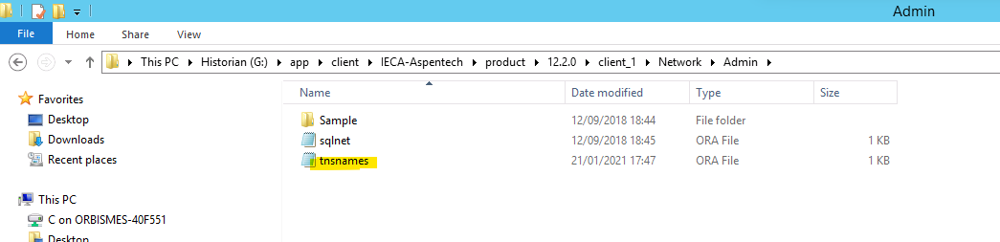 Admin
File Home Share View
This PC Historian (G:) app client IECA-Aspentech product 12.2.0 client_1 Network Admin
Name Date modified Type Size
Favorites
Desktop
Downloads
Recent places
This PC
C on ORBISMES-40F551
Desktop
Sample 12/09/2018 18:44 File folder
sqlnet 12/09/2018 18:45 ORA File 1 KB
tnsnames 21/01/2021 17:47 ORA File 1 KB